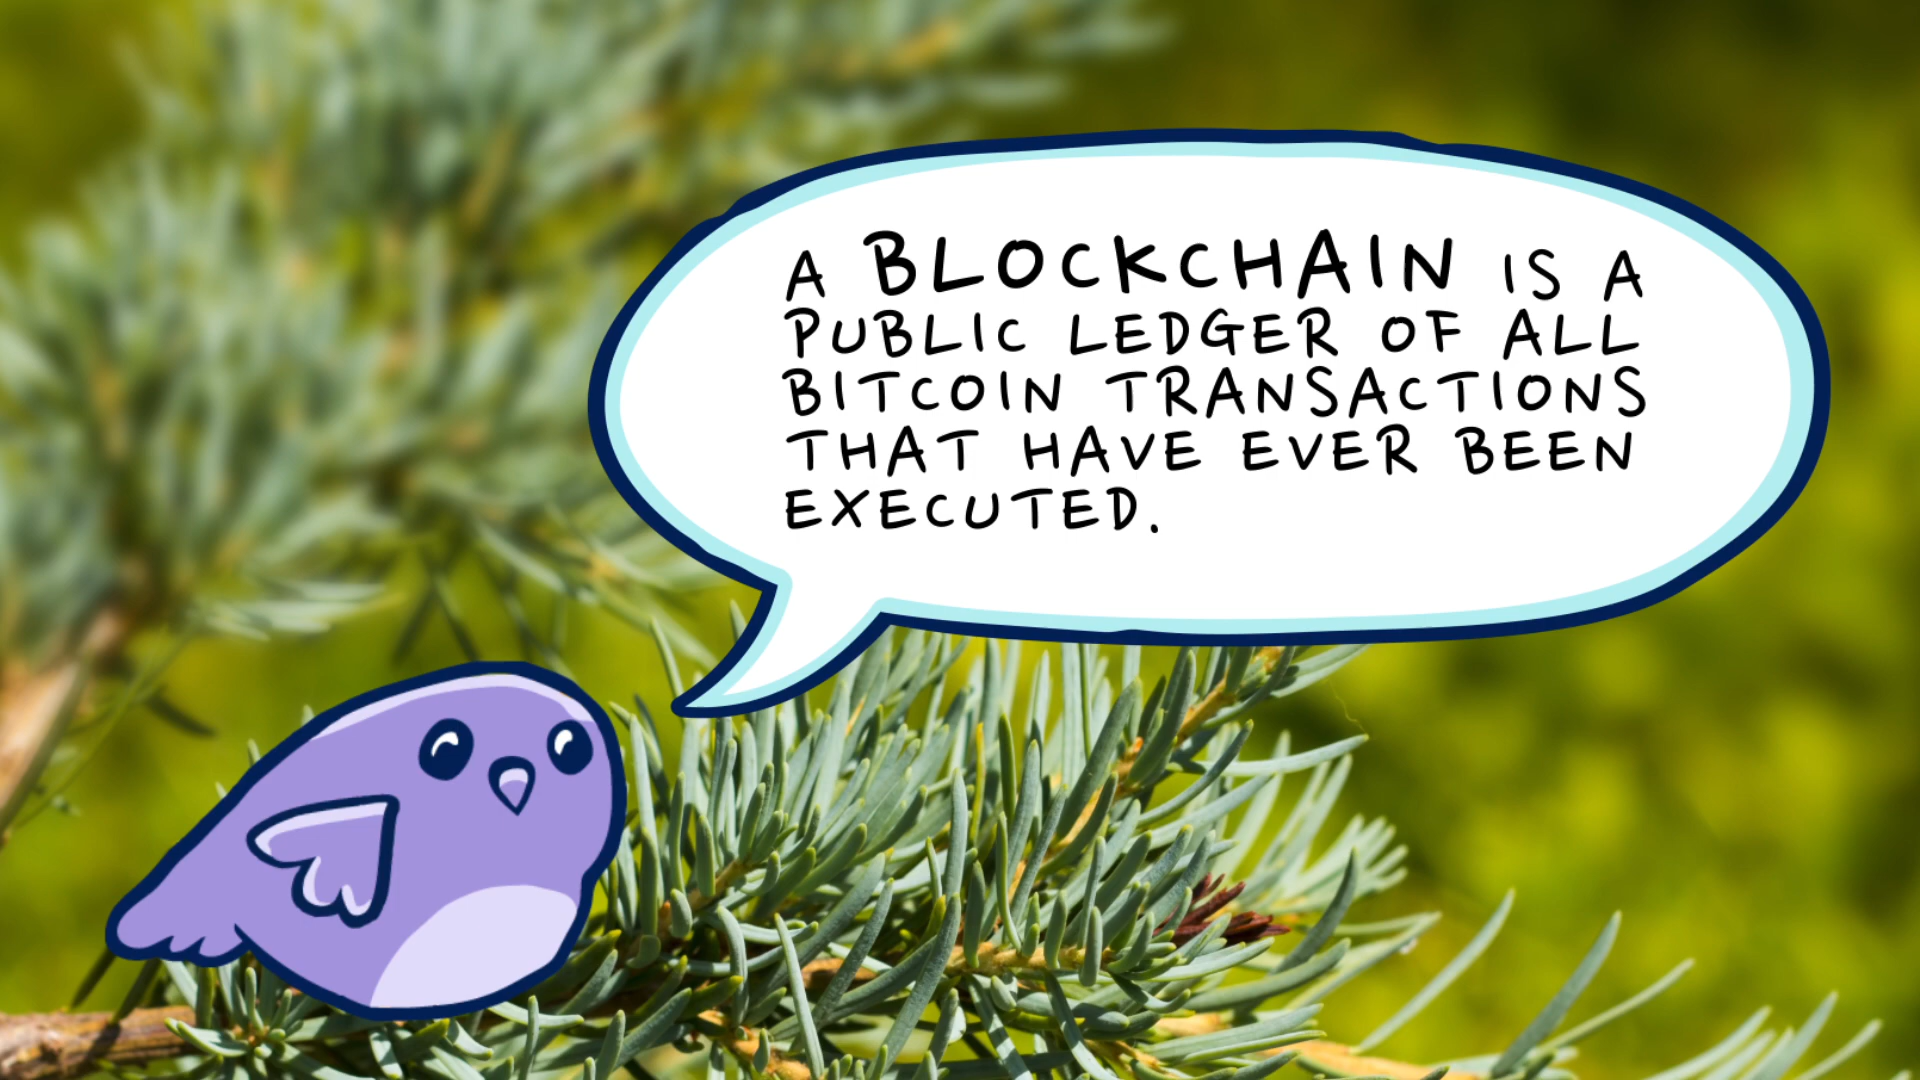 A BLOCKCHAIN IS A
PUBLIC LEDGER OF ALL
BITCOIN TRANSACTIONS
THAT HAVE EVER BEEN
EXECUTED.